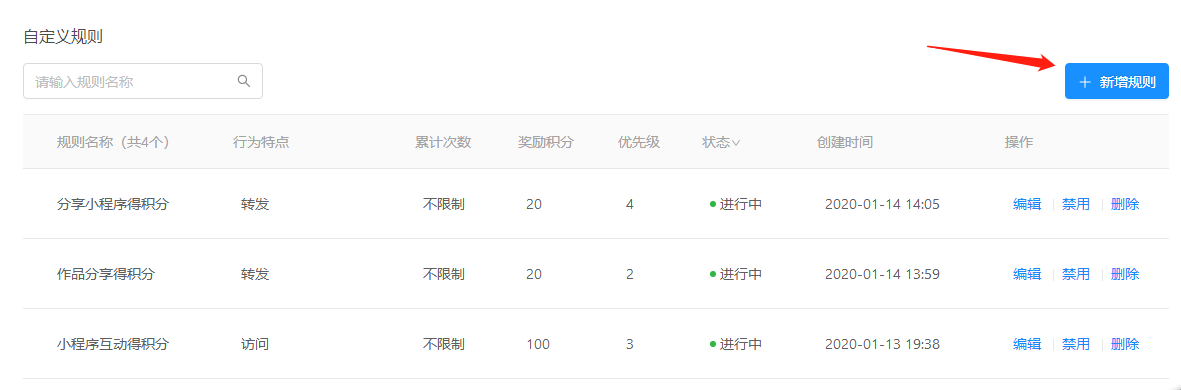 自定义规则
请输入规则名称
新增规则
规则名称（共4个） 行为特点 累计次数 奖励积分 优先级 状态 创建时间 操作
分享小程序得积分 转发 不限制 20 4 进行中 2020-01-14 14:05 编辑 禁用 删除
作品分享得积分 转发 不限制 20 2 进行中 2020-01-14 13:59 编辑 禁用 删除
小程序互动得积分 访问 不限制 100 3 进行中 2020-01-13 19:38 编辑 禁用 删除